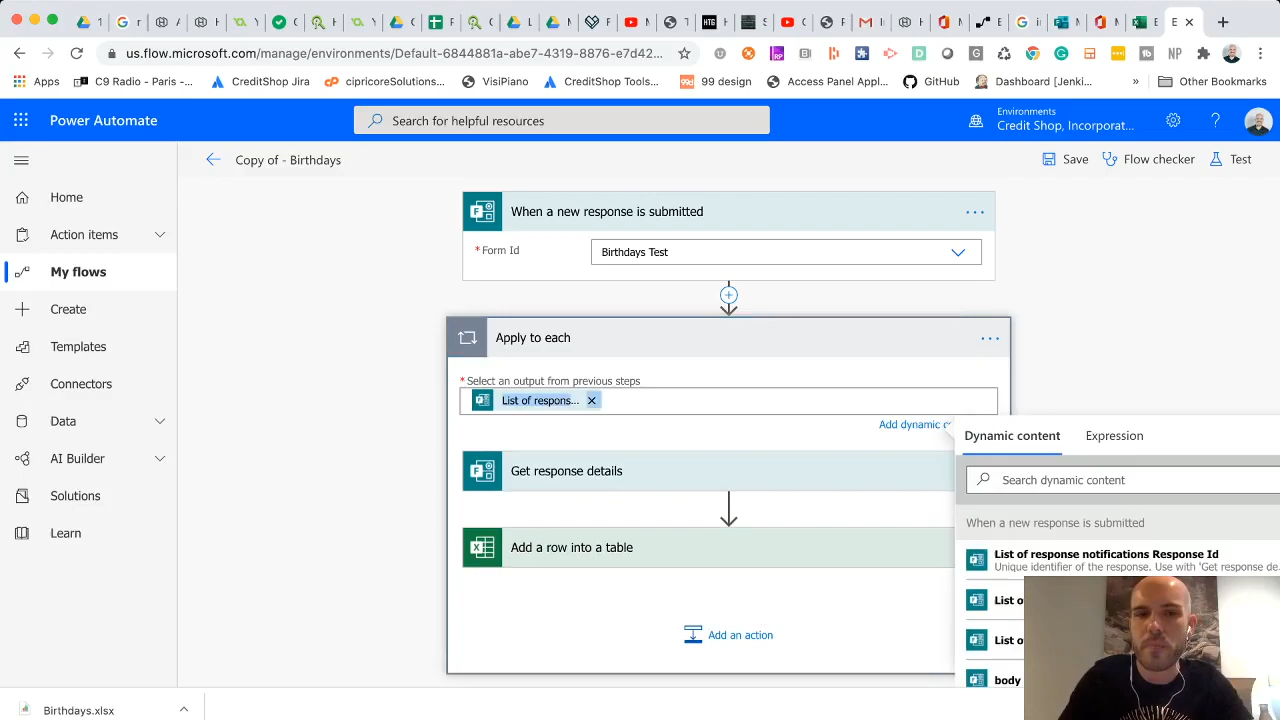 us.flow.microsoft.com/manage/environments/Default-6844881a-abe7-4319-8876-e7d42...
Apps
C9 Radio - Paris -...
CreditShop Jira
cipricoreSolutions...
VisiPiano
CreditShop Tools...
99 design
Access Panel Appl...
GitHub
Dashboard [Jenki...
»
Other Bookmarks
Power Automate
Search for helpful resources
Environments
Credit Shop, Incorporat...
Copy of - Birthdays
Save
Flow checker
Test
Home
Action items
My flows
Create
Templates
Connectors
Data
AI Builder
Solutions
Learn
When a new response is submitted
* Form Id
Birthdays Test
Apply to each
* Select an output from previous steps
List of respons...
Add dynamic c
Get response details
Add a row into a table
Add an action
Dynamic content
Expression
Search dynamic content
When a new response is submitted
List of response notifications Response Id
Unique identifier of the response. Use with 'Get response de...
List o
List o
body
Birthdays.xlsx